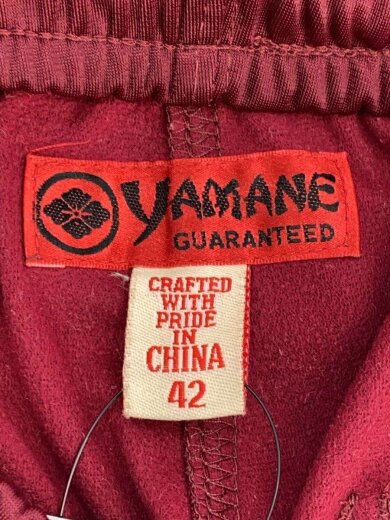 YAMANE
GUARANTEED
CRAFTED
WITH
PRIDE
IN
CHINA
42